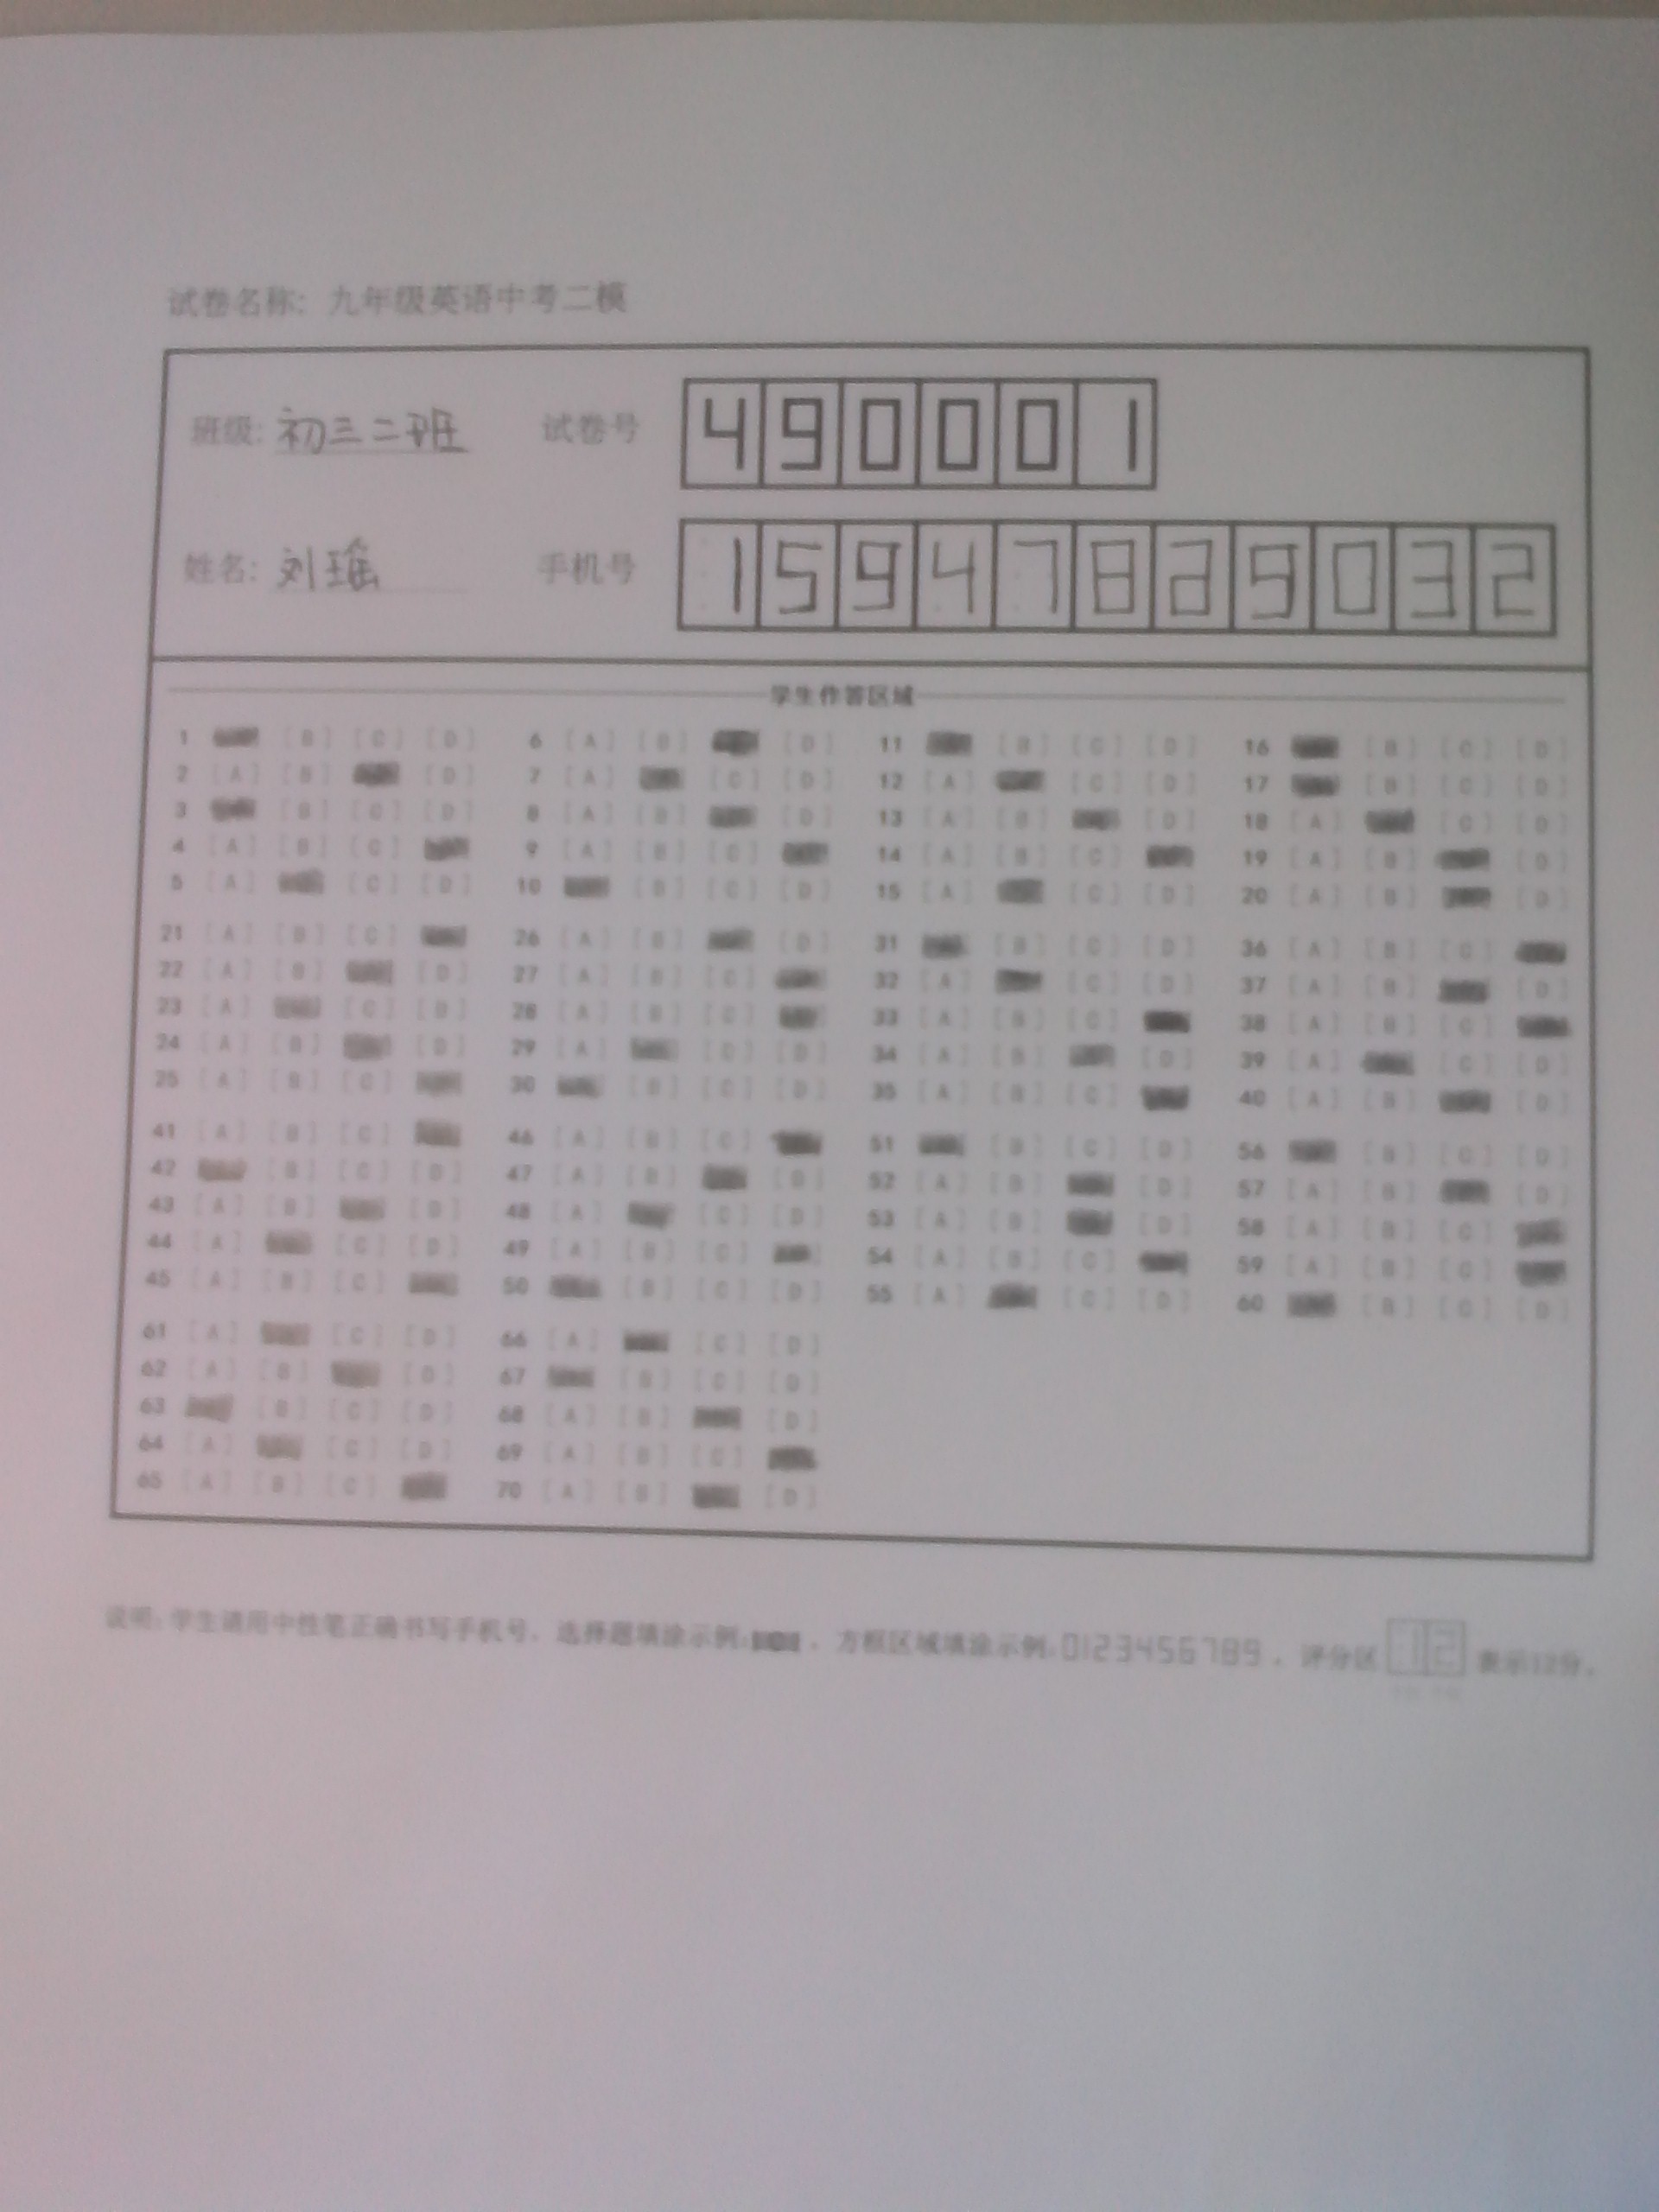 试卷名称: 九年级英语中考二模
班级: 初三二班 试卷号 490001
姓名: 刘瑶 手机号 15947829032
学生作答区域
1 [B] [C] [D] 6 [A] [B] [D] 11 [B] [C] [D] 16 [B] [C] [D]
2 [A] [B] [D] 7 [A] [C] [D] 12 [A] [C] [D] 17 [B] [C] [D]
3 [B] [C] [D] 8 [A] [B] [D] 13 [A] [B] [D] 18 [A] [C] [D]
4 [A] [B] [C] 9 [A] [B] [C] 14 [A] [B] [C] 19 [A] [B] [D]
5 [A] [C] [D] 10 [B] [C] [D] 15 [A] [C] [D] 20 [A] [B] [D]
21 [A] [B] [C] 26 [A] [B] [D] 31 [B] [C] [D] 36 [A] [B] [C]
22 [A] [B] [D] 27 [A] [B] [C] 32 [A] [C] [D] 37 [A] [B] [D]
23 [A] [C] [D] 28 [A] [B] [C] 33 [A] [B] [C] 38 [A] [B] [C]
24 [A] [B] [D] 29 [A] [C] [D] 34 [A] [B] [D] 39 [A] [C] [D]
25 [A] [B] [C] 30 [B] [C] [D] 35 [A] [B] [C] 40 [A] [B] [D]
41 [A] [B] [C] 46 [A] [B] [C] 51 [B] [C] [D] 56 [B] [C] [D]
42 [B] [C] [D] 47 [A] [B] [D] 52 [A] [B] [D] 57 [A] [B] [D]
43 [A] [B] [D] 48 [A] [C] [D] 53 [A] [B] [D] 58 [A] [B] [C]
44 [A] [C] [D] 49 [A] [B] [C] 54 [A] [B] [C] 59 [A] [B] [C]
45 [A] [B] [C] 50 [B] [C] [D] 55 [A] [C] [D] 60 [B] [C] [D]
61 [A] [C] [D] 66 [A] [C] [D]
62 [A] [B] [D] 67 [B] [C] [D]
63 [B] [C] [D] 68 [A] [B] [D]
64 [A] [C] [D] 69 [A] [B] [C]
65 [A] [B] [C] 70 [A] [B] [D]
说明: 学生请用中性笔正确书写手机号、选择题填涂示例: , 方框区域填涂示例: 0123456789 , 评分区 12 表示12分。